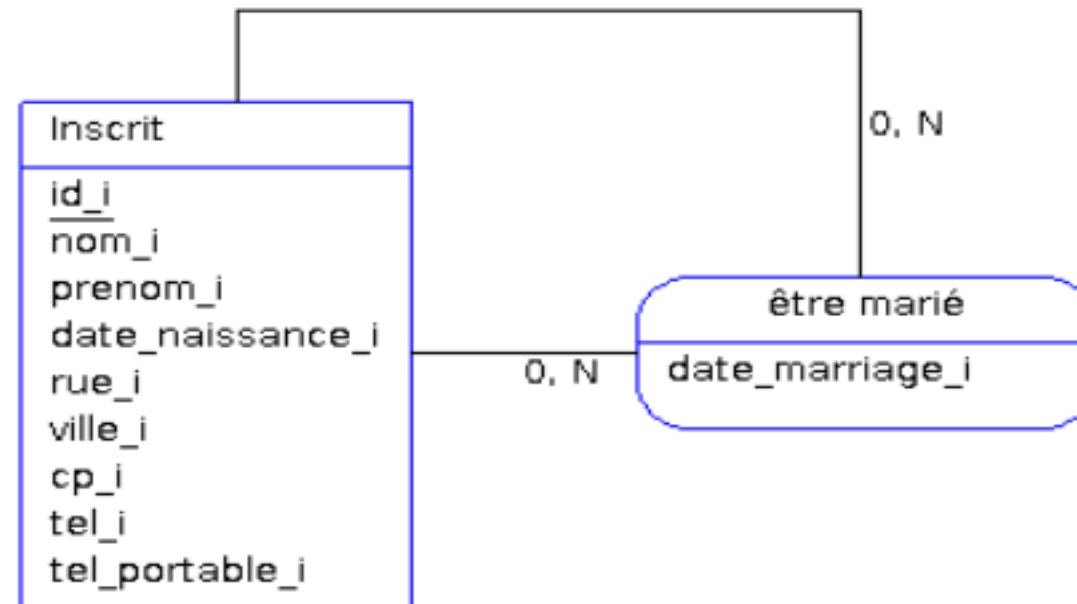 Inscrit
id_i
nom_i
prenom_i
date_naissance_i
rue_i
ville_i
cp_i
tel_i
tel_portable_i
0, N
0, N
être marié
date_marriage_i